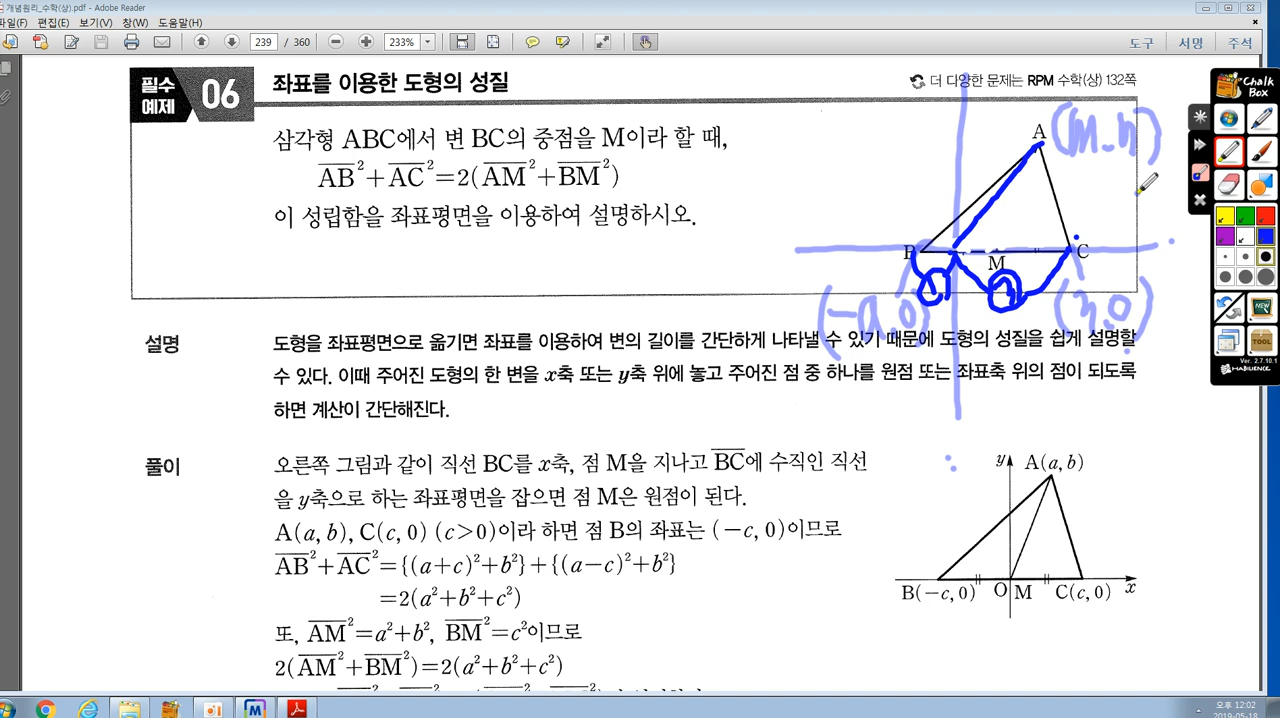 개념원리_수학(상).pdf - Adobe Reader
파일(F) 편집(E) 보기(V) 창(W) 도움말(H)
239 / 360 233% 도구 서명 주석
필수 예제 06 좌표를 이용한 도형의 성질 더 다양한 문제는 RPM 수학(상) 132쪽
삼각형 ABC에서 변 BC의 중점을 M이라 할 때,
AB²+AC²=2(AM²+BM²)
이 성립함을 좌표평면을 이용하여 설명하시오.
A (m, n)
B M C
① ⓝ
(-a, 0) (n, 0)
설명 도형을 좌표평면으로 옮기면 좌표를 이용하여 변의 길이를 간단하게 나타낼 수 있기 때문에 도형의 성질을 쉽게 설명할
수 있다. 이때 주어진 도형의 한 변을 x축 또는 y축 위에 놓고 주어진 점 중 하나를 원점 또는 좌표축 위의 점이 되도록
하면 계산이 간단해진다.
풀이 오른쪽 그림과 같이 직선 BC를 x축, 점 M을 지나고 BC에 수직인 직선
을 y축으로 하는 좌표평면을 잡으면 점 M은 원점이 된다.
A(a, b), C(c, 0) (c>0)이라 하면 점 B의 좌표는 (-c, 0)이므로
AB²+AC²={(a+c)²+b²}+{(a-c)²+b²}
=2(a²+b²+c²)
또, AM²=a²+b², BM²=c²이므로
2(AM²+BM²)=2(a²+b²+c²)
y A(a, b)
B(-c, 0) O M C(c, 0) x
Chalk
Box
NEW
TOOL
Ver. 2.7.10.1
HABILIENCE
오후 12:02
2019-05-18